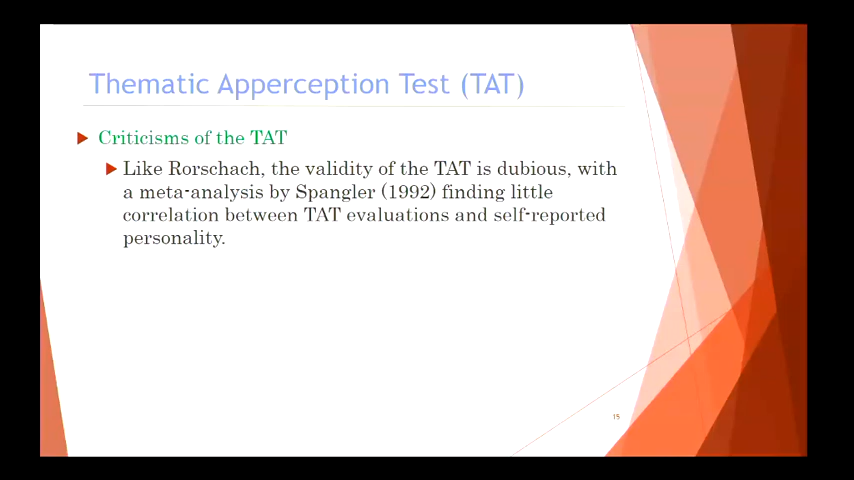 Thematic Apperception Test (TAT)
Criticisms of the TAT
Like Rorschach, the validity of the TAT is dubious, with
a meta-analysis by Spangler (1992) finding little
correlation between TAT evaluations and self-reported
personality.
15